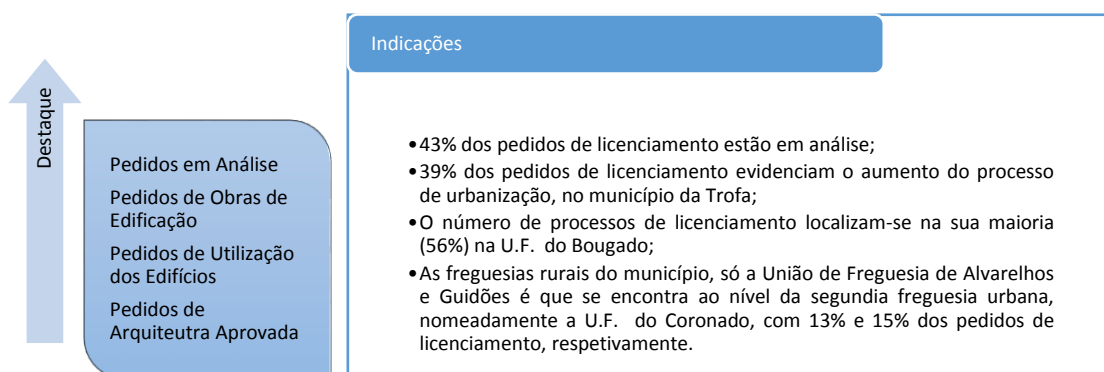 Indicações
Destaque
Pedidos em Análise
Pedidos de Obras de
Edificação
Pedidos de Utilização
dos Edifícios
Pedidos de
Arquiteutra Aprovada
•43% dos pedidos de licenciamento estão em análise;
•39% dos pedidos de licenciamento evidenciam o aumento do processo
de urbanização, no município da Trofa;
•O número de processos de licenciamento localizam-se na sua maioria
(56%) na U.F. do Bougado;
•As freguesias rurais do município, só a União de Freguesia de Alvarelhos
e Guidões é que se encontra ao nível da segundia freguesia urbana,
nomeadamente a U.F. do Coronado, com 13% e 15% dos pedidos de
licenciamento, respetivamente.